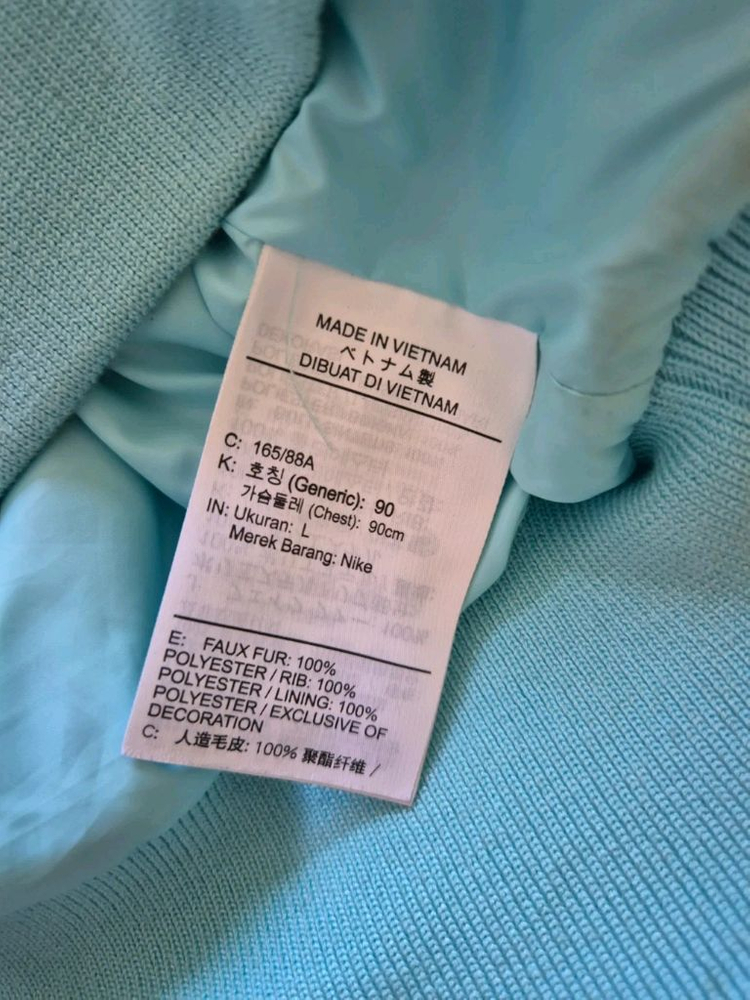 MADE IN VIETNAM
ベトナム製
DIBUAT DI VIETNAM
C: 165/88A
K: 호칭 (Generic): 90
가슴둘레 (Chest): 90cm
IN: Ukuran: L
Merek Barang: Nike
E: FAUX FUR: 100%
POLYESTER / RIB: 100%
POLYESTER / LINING: 100%
POLYESTER / EXCLUSIVE OF
DECORATION
C: 人造毛皮: 100% 聚酯纤维 /